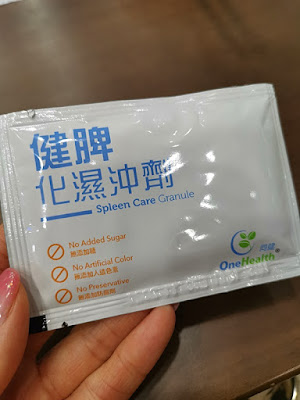 健脾
化濕沖劑
Spleen Care Granule
No Added Sugar
無添加糖
No Artificial Color
無添加人造色素
No Preservative
無添加防腐劑
OneHealth